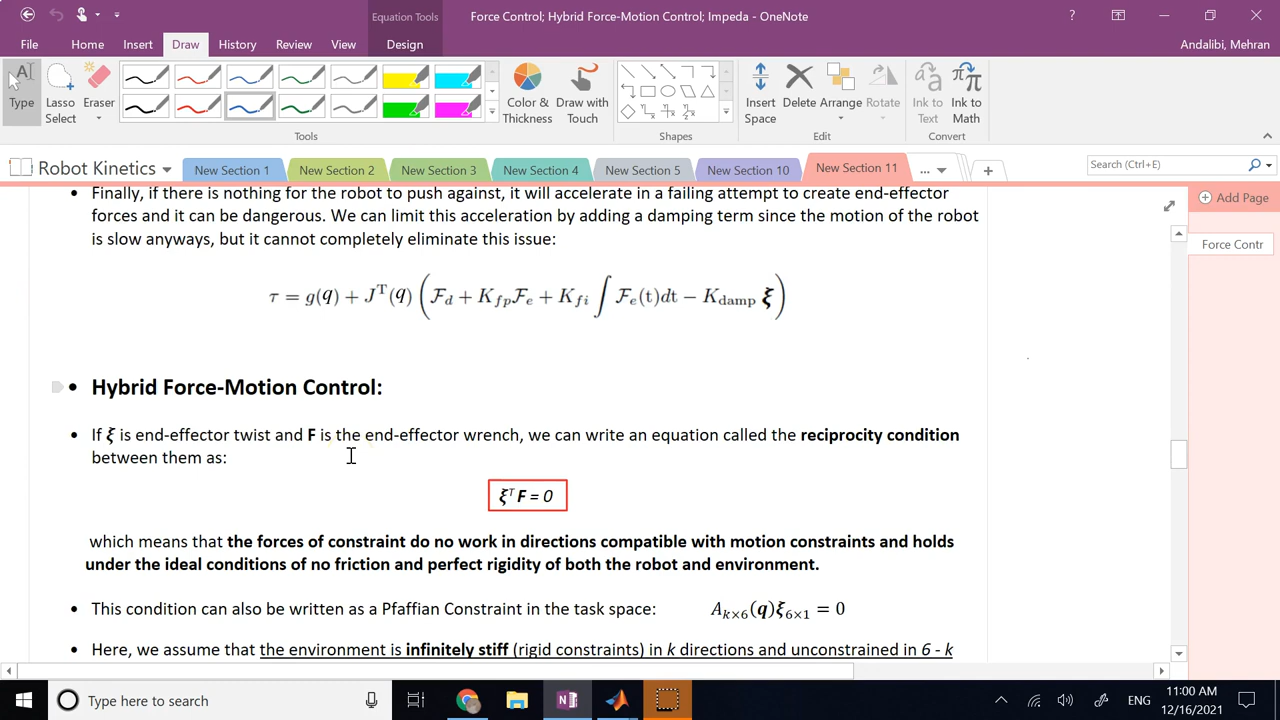 Equation Tools
Force Control; Hybrid Force-Motion Control; Impeda - OneNote
File Home Insert Draw History Review View Design
Andalibi, Mehran
Type Lasso Select Eraser
Color & Thickness
Draw with Touch
Insert Space
Delete Arrange Rotate
Ink to Text
Ink to Math
Tools Shapes Edit Convert
Robot Kinetics New Section 1 New Section 2 New Section 3 New Section 4 New Section 5 New Section 10 New Section 11 ... Search (Ctrl+E)
Add Page
Force Contr
• Finally, if there is nothing for the robot to push against, it will accelerate in a failing attempt to create end-effector
forces and it can be dangerous. We can limit this acceleration by adding a damping term since the motion of the robot
is slow anyways, but it cannot completely eliminate this issue:
τ = g(q) + Jᵀ(q) (𝓕d + Kfp𝓕e + Kfi ∫ 𝓕e(t)dt − Kdamp ξ)
• Hybrid Force-Motion Control:
• If ξ is end-effector twist and F is the end-effector wrench, we can write an equation called the reciprocity condition
between them as:
ξᵀ F = 0
which means that the forces of constraint do no work in directions compatible with motion constraints and holds
under the ideal conditions of no friction and perfect rigidity of both the robot and environment.
• This condition can also be written as a Pfaffian Constraint in the task space: Aₖₓ₆(q)ξ₆ₓ₁ = 0
• Here, we assume that the environment is infinitely stiff (rigid constraints) in k directions and unconstrained in 6 - k
Type here to search
ENG
11:00 AM
12/16/2021